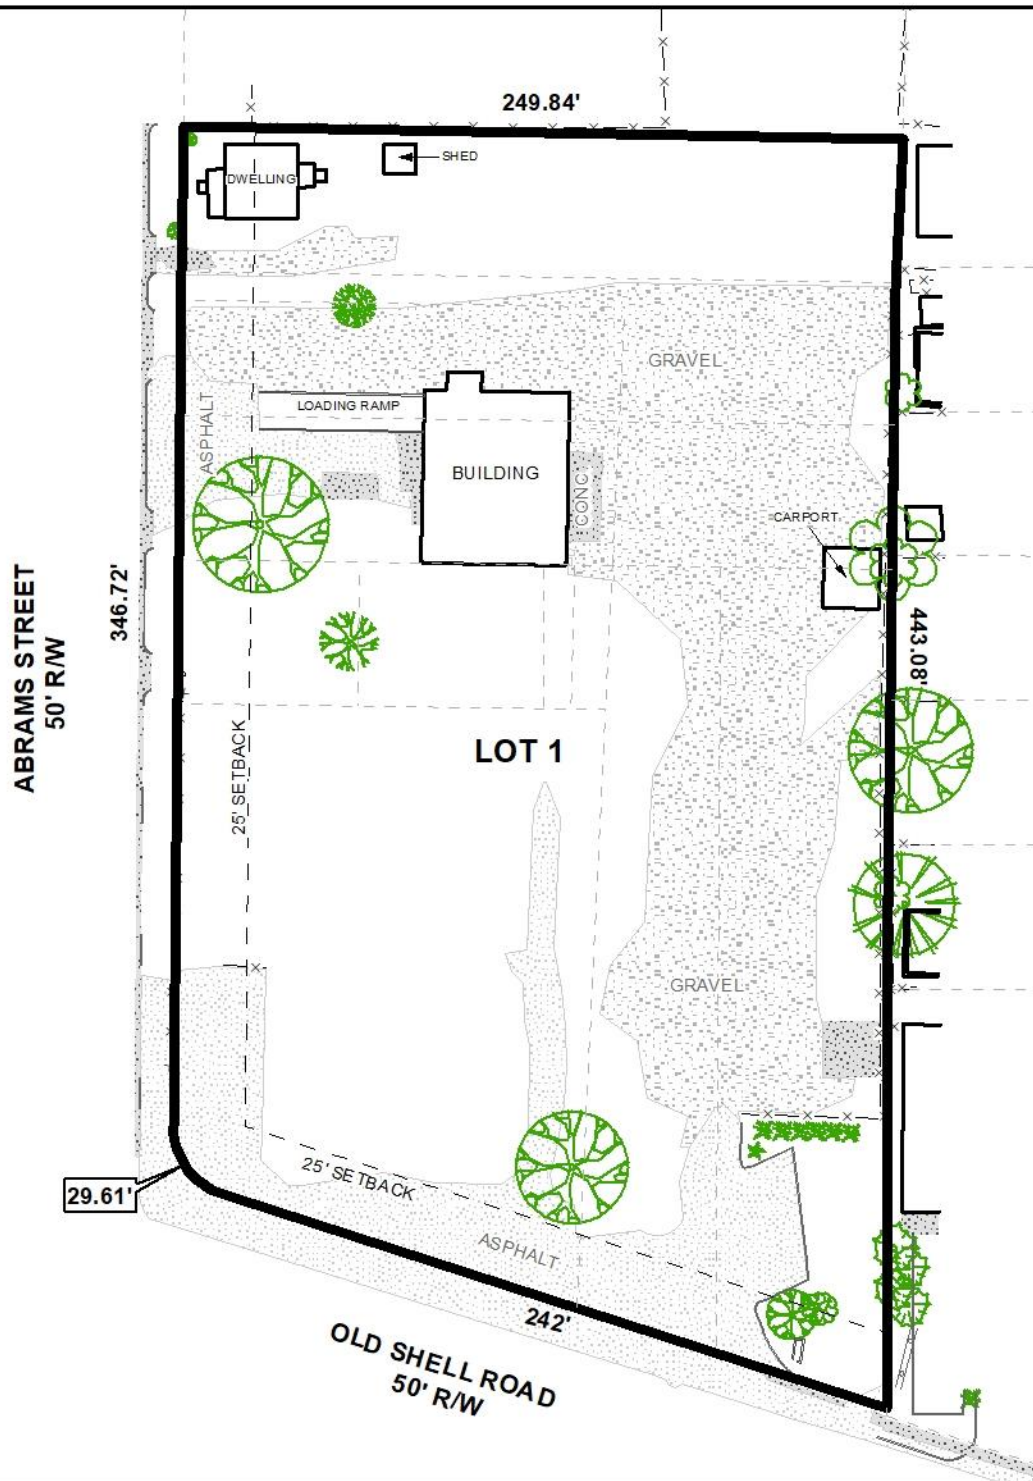 249.84'
SHED
DWELLING
GRAVEL
LOADING RAMP
ASPHALT
BUILDING
CONC
CARPORT
ABRAMS STREET
50' R/W
346.72'
443.08'
25' SETBACK
LOT 1
GRAVEL
29.61'
25' SETBACK
ASPHALT
242'
OLD SHELL ROAD
50' R/W